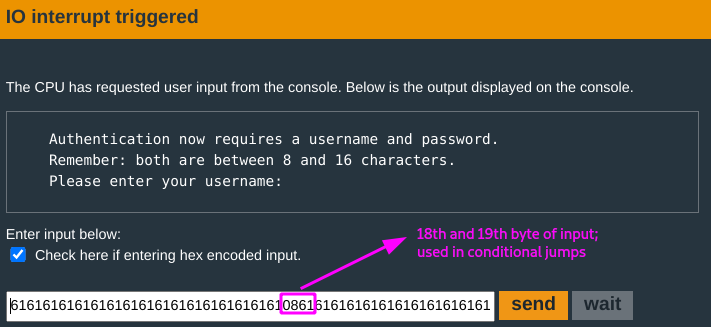 IO interrupt triggered
The CPU has requested user input from the console. Below is the output displayed on the console.
Authentication now requires a username and password.
Remember: both are between 8 and 16 characters.
Please enter your username:
Enter input below:
18th and 19th byte of input;
Check here if entering hex encoded input.
used in conditional jumps
616161616161616161616161616161616108616161616161616161616161 send wait